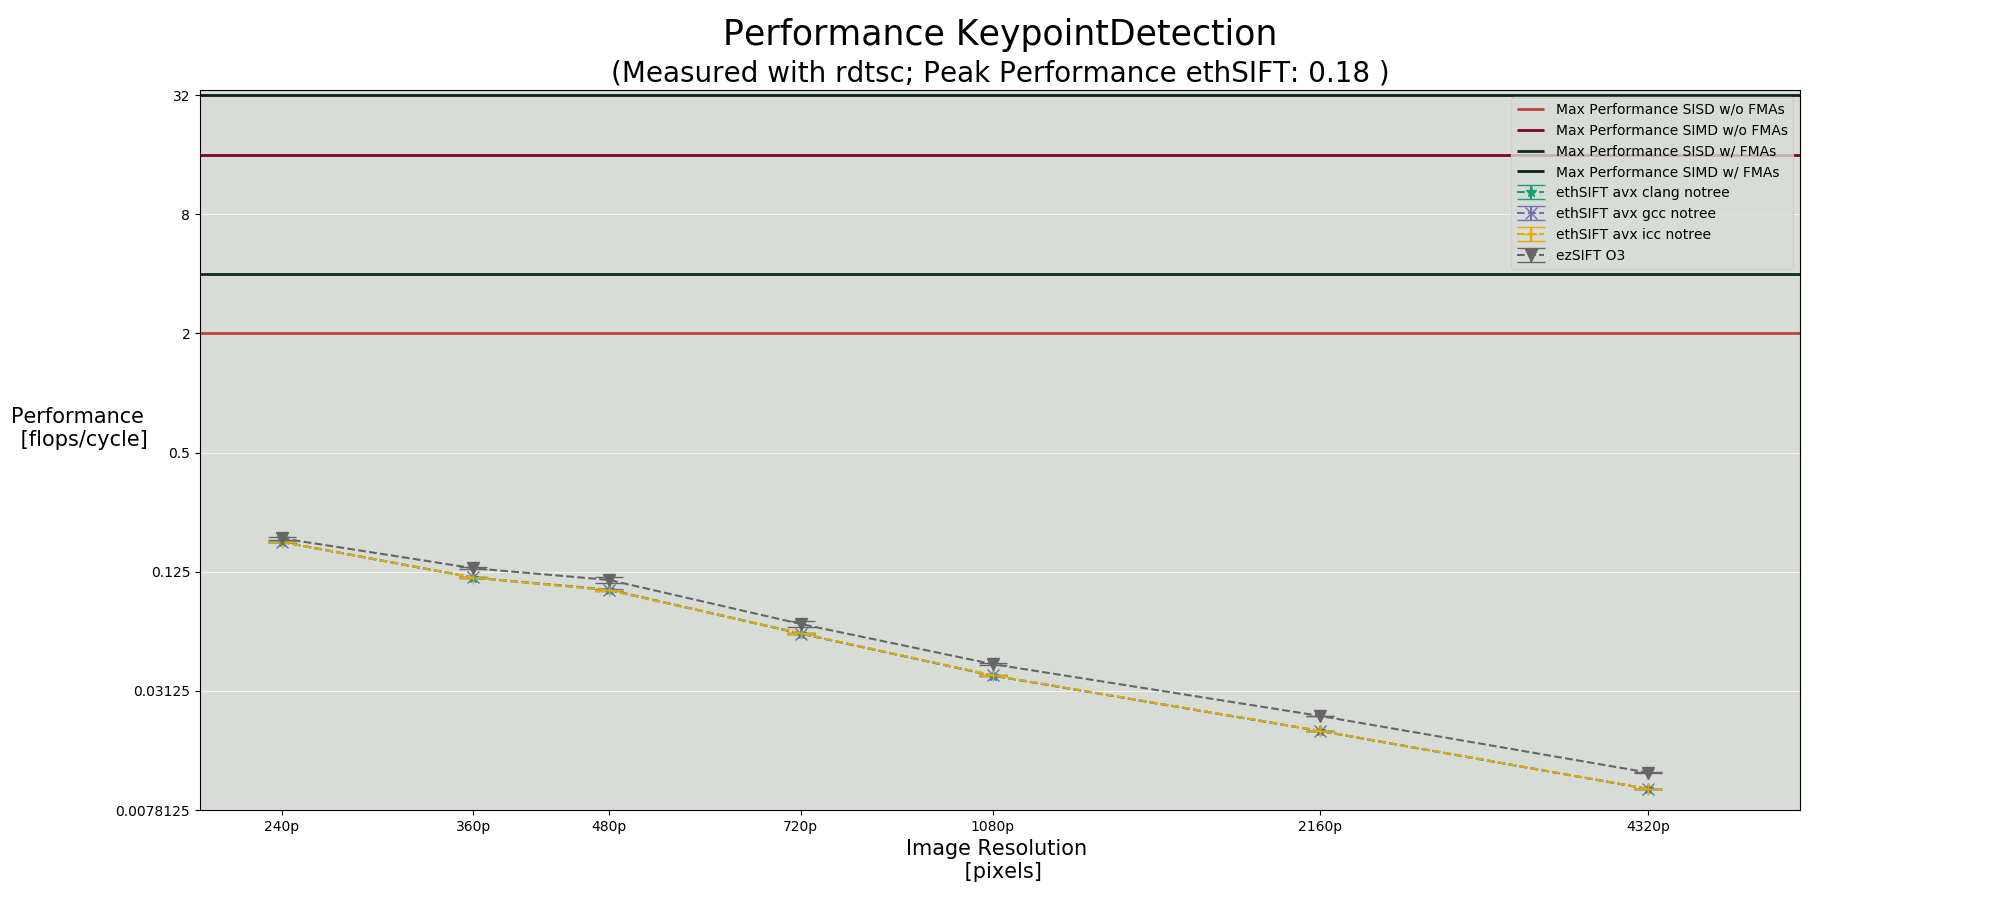 Performance KeypointDetection
(Measured with rdtsc; Peak Performance ethSIFT: 0.18 )
32
8
2
0.5
0.125
0.03125
0.0078125
Performance
[flops/cycle]
Max Performance SISD w/o FMAs
Max Performance SIMD w/o FMAs
Max Performance SISD w/ FMAs
Max Performance SIMD w/ FMAs
ethSIFT avx clang notree
ethSIFT avx gcc notree
ethSIFT avx icc notree
ezSIFT O3
240p 360p 480p 720p 1080p 2160p 4320p
Image Resolution
[pixels]